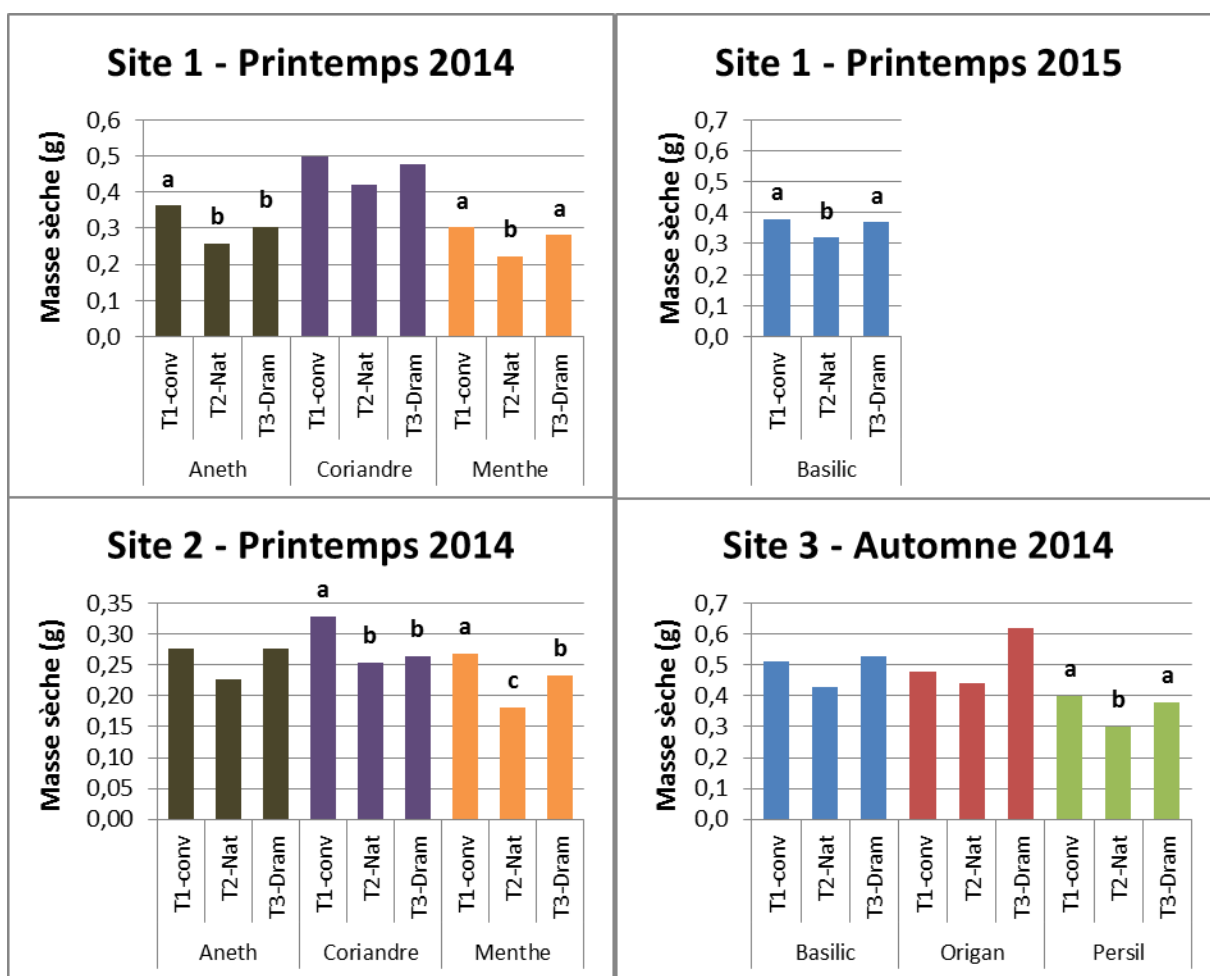 Site 1 - Printemps 2014
Masse sèche (g)
0,6
0,5
0,4
0,3
0,2
0,1
0,0
a
b
b
a
b
a
T1-conv
T2-Nat
T3-Dram
T1-conv
T2-Nat
T3-Dram
T1-conv
T2-Nat
T3-Dram
Aneth
Coriandre
Menthe
Site 1 - Printemps 2015
Masse sèche (g)
0,7
0,6
0,5
0,4
0,3
0,2
0,1
0,0
a
b
a
T1-conv
T2-Nat
T3-Dram
Basilic
Site 2 - Printemps 2014
Masse sèche (g)
0,35
0,30
0,25
0,20
0,15
0,10
0,05
0,00
a
b
b
a
c
b
T1-conv
T2-Nat
T3-Dram
T1-conv
T2-Nat
T3-Dram
T1-conv
T2-Nat
T3-Dram
Aneth
Coriandre
Menthe
Site 3 - Automne 2014
Masse sèche (g)
0,7
0,6
0,5
0,4
0,3
0,2
0,1
0,0
a
b
a
T1-conv
T2-Nat
T3-Dram
T1-conv
T2-Nat
T3-Dram
T1-conv
T2-Nat
T3-Dram
Basilic
Origan
Persil